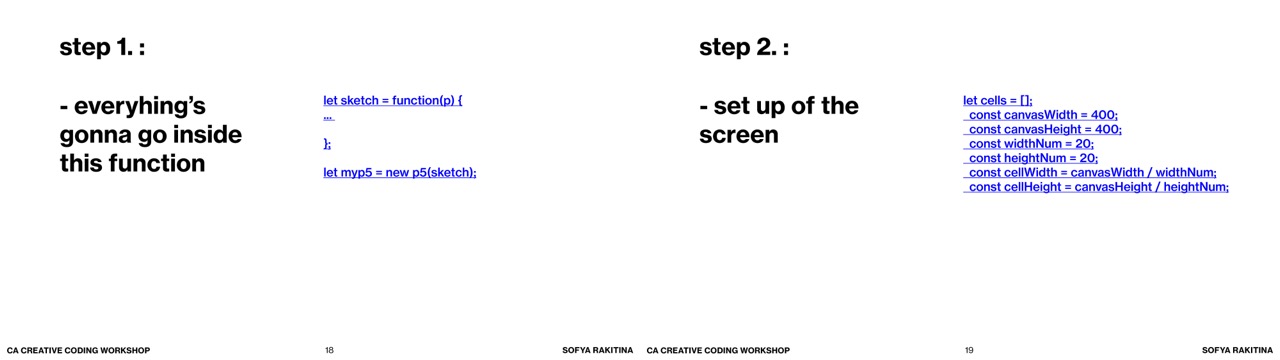 step 1. :
- everyhing's
gonna go inside
this function
let sketch = function(p) {
...
};
let myp5 = new p5(sketch);
CA CREATIVE CODING WORKSHOP
18
SOFYA RAKITINA
step 2. :
- set up of the
screen
let cells = [];
const canvasWidth = 400;
const canvasHeight = 400;
const widthNum = 20;
const heightNum = 20;
const cellWidth = canvasWidth / widthNum;
const cellHeight = canvasHeight / heightNum;
CA CREATIVE CODING WORKSHOP
19
SOFYA RAKITINA